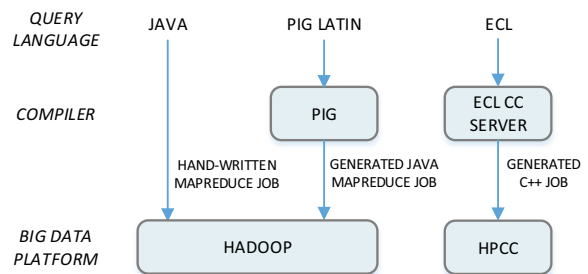 QUERY
LANGUAGE
JAVA
PIG LATIN
ECL
COMPILER
PIG
ECL CC
SERVER
HAND-WRITTEN
MAPREDUCE JOB
GENERATED JAVA
MAPREDUCE JOB
GENERATED
C++ JOB
BIG DATA
PLATFORM
HADOOP
HPCC